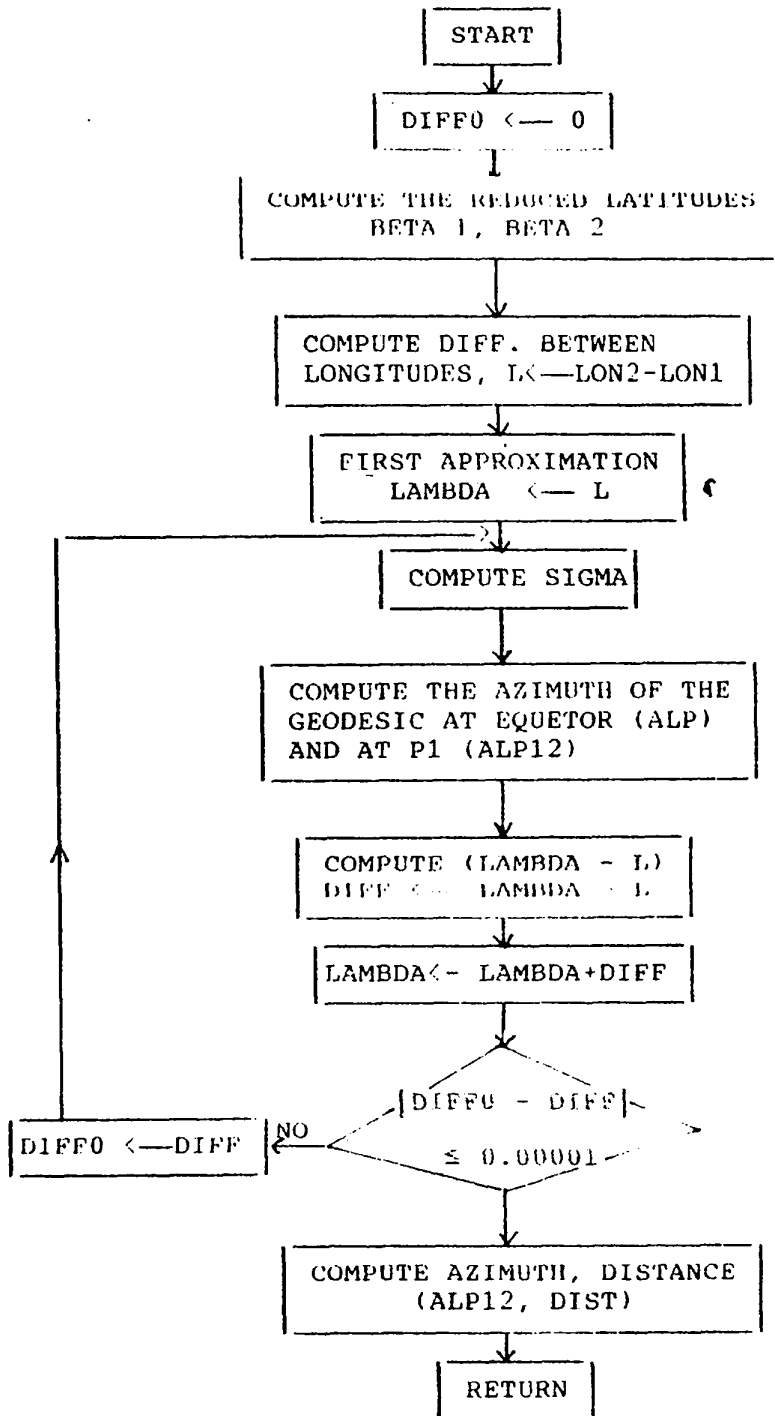 START
DIFF0 <— 0
COMPUTE THE REDUCED LATITUDES
BETA 1, BETA 2
COMPUTE DIFF. BETWEEN
LONGITUDES, L<—LON2-LON1
FIRST APPROXIMATION
LAMBDA <— L
COMPUTE SIGMA
COMPUTE THE AZIMUTH OF THE
GEODESIC AT EQUETOR (ALP)
AND AT P1 (ALP12)
COMPUTE (LAMBDA - L)
DIFF <-- LAMBDA - L
LAMBDA<- LAMBDA+DIFF
|DIFF0 - DIFF|
≤ 0.00001
NO
DIFF0 <—DIFF
COMPUTE AZIMUTH, DISTANCE
(ALP12, DIST)
RETURN